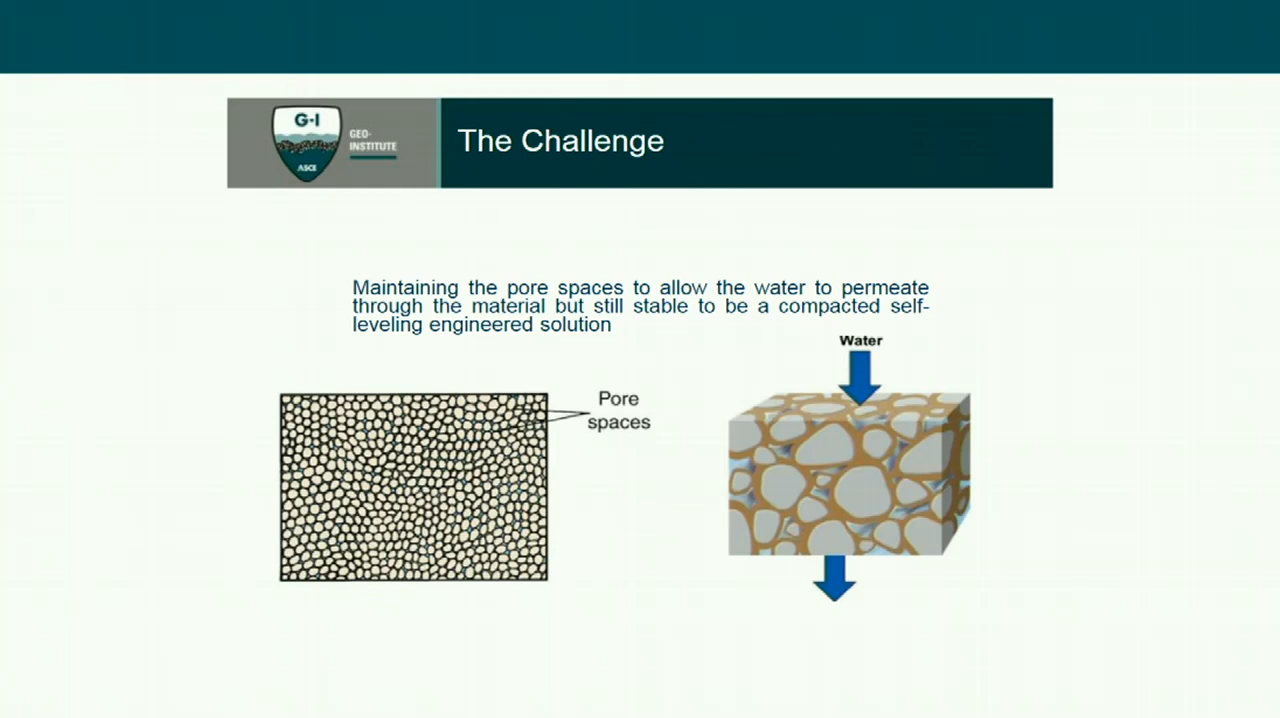 G-I
GEO-
INSTITUTE
ASCE
The Challenge
Maintaining the pore spaces to allow the water to permeate
through the material but still stable to be a compacted self-
leveling engineered solution
Water
Pore
spaces